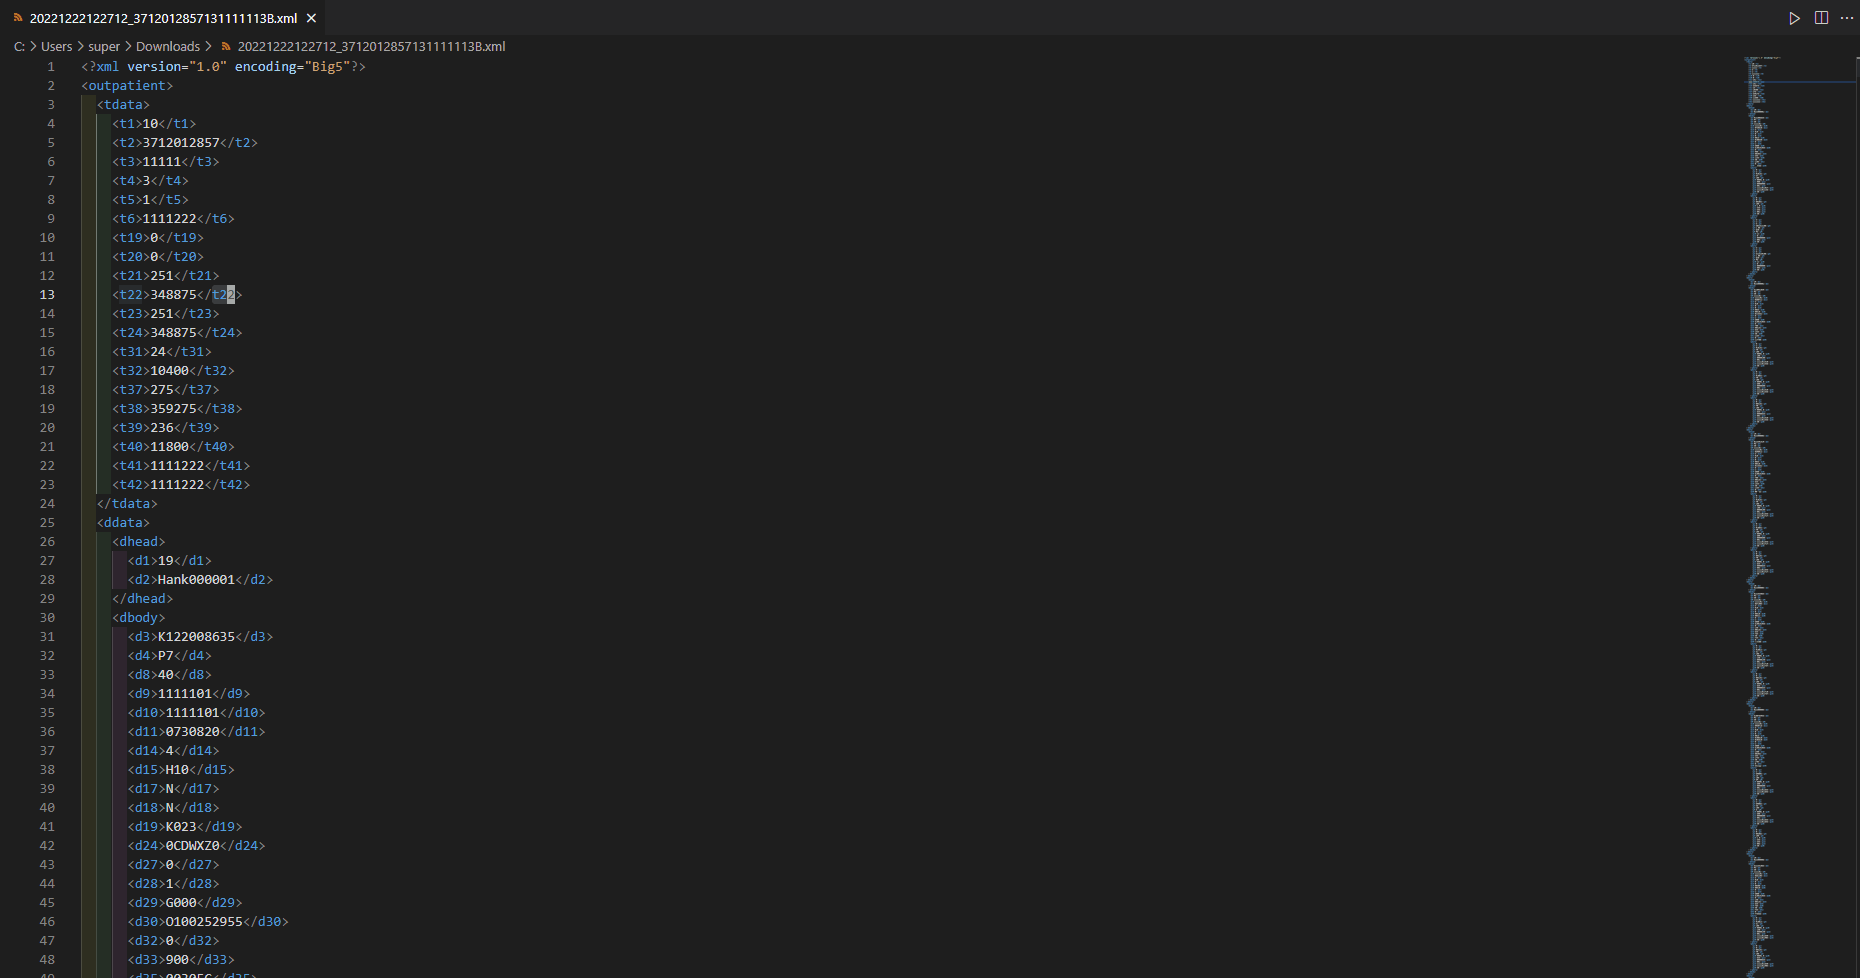 20221222122712_3712012857131111113B.xml
C: > Users > super > Downloads > 20221222122712_3712012857131111113B.xml
1 <?xml version="1.0" encoding="Big5"?>
2 <outpatient>
3 <tdata>
4 <t1>10</t1>
5 <t2>3712012857</t2>
6 <t3>11111</t3>
7 <t4>3</t4>
8 <t5>1</t5>
9 <t6>1111222</t6>
10 <t19>0</t19>
11 <t20>0</t20>
12 <t21>251</t21>
13 <t22>348875</t22>
14 <t23>251</t23>
15 <t24>348875</t24>
16 <t31>24</t31>
17 <t32>10400</t32>
18 <t37>275</t37>
19 <t38>359275</t38>
20 <t39>236</t39>
21 <t40>11800</t40>
22 <t41>1111222</t41>
23 <t42>1111222</t42>
24 </tdata>
25 <ddata>
26 <dhead>
27 <d1>19</d1>
28 <d2>Hank000001</d2>
29 </dhead>
30 <dbody>
31 <d3>K122008635</d3>
32 <d4>P7</d4>
33 <d8>40</d8>
34 <d9>1111101</d9>
35 <d10>1111101</d10>
36 <d11>0730820</d11>
37 <d14>4</d14>
38 <d15>H10</d15>
39 <d17>N</d17>
40 <d18>N</d18>
41 <d19>K023</d19>
42 <d24>0CDWXZ0</d24>
43 <d27>0</d27>
44 <d28>1</d28>
45 <d29>G000</d29>
46 <d30>O100252955</d30>
47 <d32>0</d32>
48 <d33>900</d33>